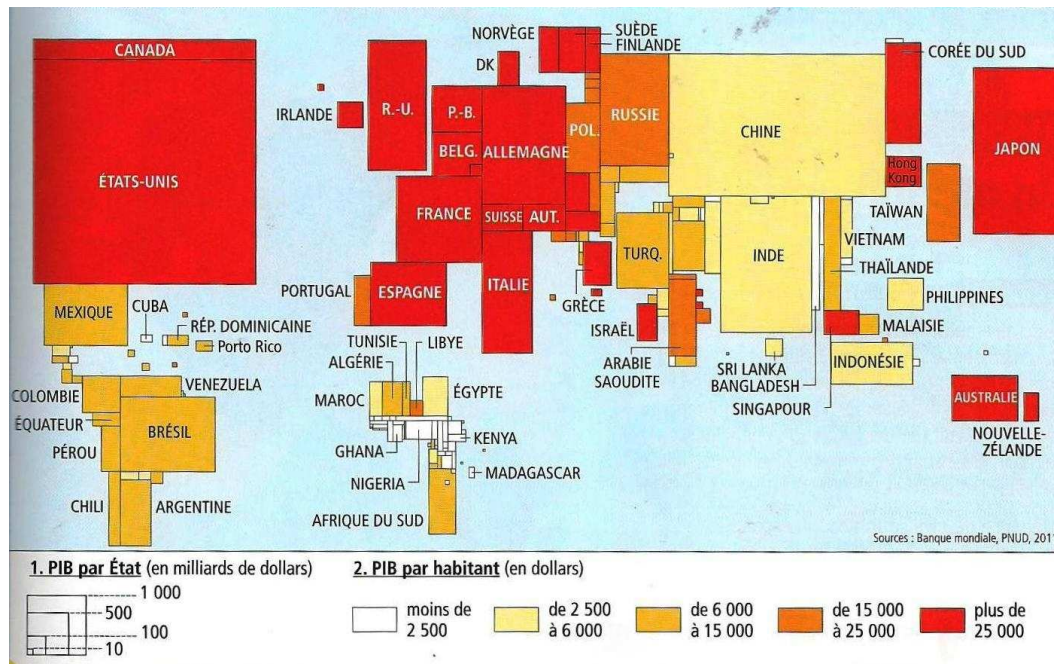 CANADA
ÉTATS-UNIS
MEXIQUE
CUBA
RÉP. DOMINICAINE
Porto Rico
COLOMBIE
VENEZUELA
ÉQUATEUR
BRÉSIL
PÉROU
CHILI
ARGENTINE
IRLANDE
R.-U.
NORVÈGE
SUÈDE
FINLANDE
DK
P.-B.
BELG.
ALLEMAGNE
POL.
RUSSIE
FRANCE
SUISSE
AUT.
PORTUGAL
ESPAGNE
ITALIE
GRÈCE
TURQ.
ISRAËL
ARABIE
SAOUDITE
TUNISIE
LIBYE
ALGÉRIE
MAROC
ÉGYPTE
GHANA
KENYA
NIGERIA
MADAGASCAR
AFRIQUE DU SUD
CHINE
CORÉE DU SUD
JAPON
Hong
Kong
TAÏWAN
INDE
VIETNAM
THAÏLANDE
PHILIPPINES
MALAISIE
SRI LANKA
BANGLADESH
SINGAPOUR
INDONÉSIE
AUSTRALIE
NOUVELLE-
ZÉLANDE
Sources : Banque mondiale, PNUD,
1. PIB par État (en milliards de dollars)
1 000
500
100
10
2. PIB par habitant (en dollars)
moins de
2 500
de 2 500
à 6 000
de 6 000
à 15 000
de 15 000
à 25 000
plus de
25 000